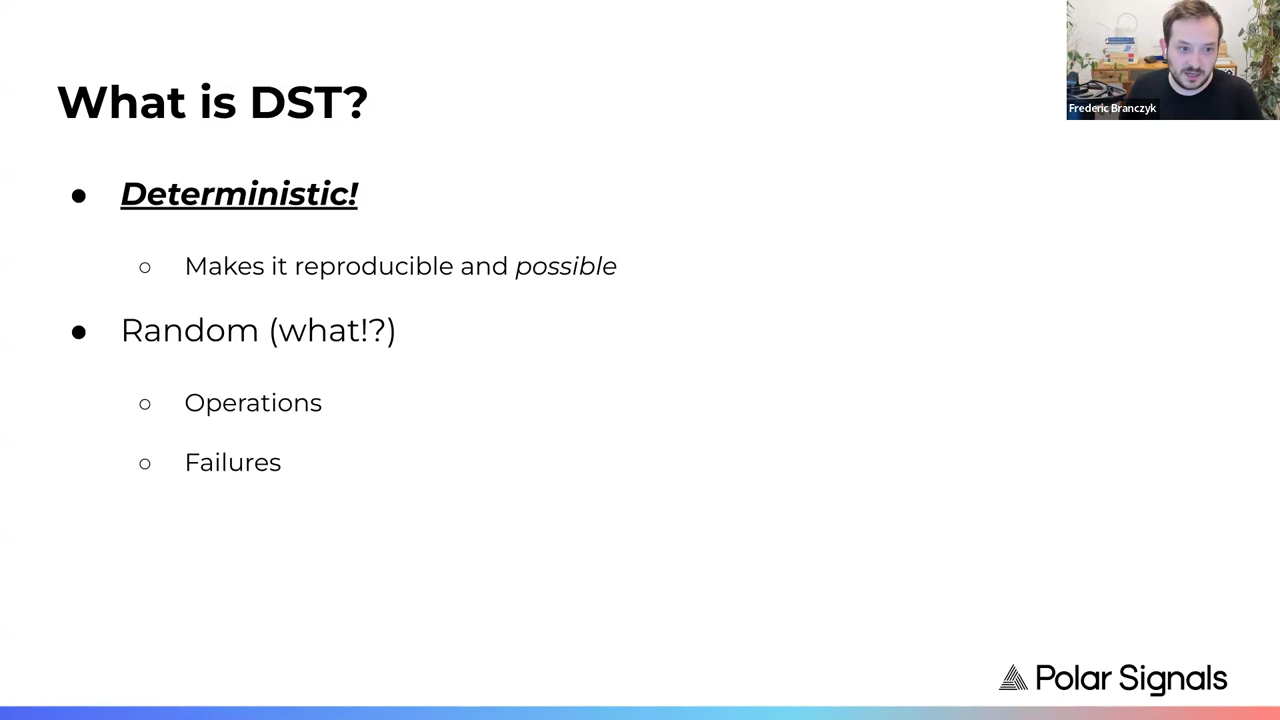 What is DST?
Deterministic!
Makes it reproducible and possible
Random (what!?)
Operations
Failures
Frederic Branczyk
Polar Signals